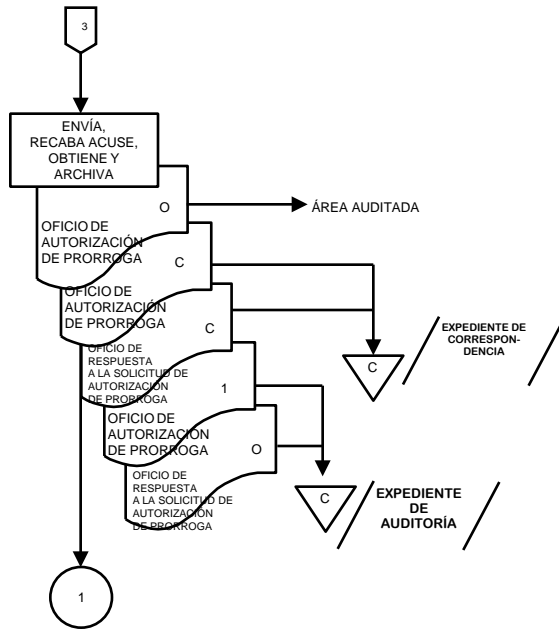 3
ENVÍA,
RECABA ACUSE,
OBTIENE Y
ARCHIVA
O
ÁREA AUDITADA
OFICIO DE
AUTORIZACIÓN
DE PRORROGA
C
OFICIO DE
AUTORIZACIÓN
DE PRORROGA
C
OFICIO DE
RESPUESTA
A LA SOLICITUD DE
AUTORIZACIÓN
DE PRÓRROGA
EXPEDIENTE DE
CORRESPON-
DENCIA
C
1
OFICIO DE
AUTORIZACIÓN
DE PRORROGA
O
OFICIO DE
RESPUESTA
A LA SOLICITUD DE
AUTORIZACIÓN
DE PRORROGA
C
EXPEDIENTE
DE
AUDITORÍA
1